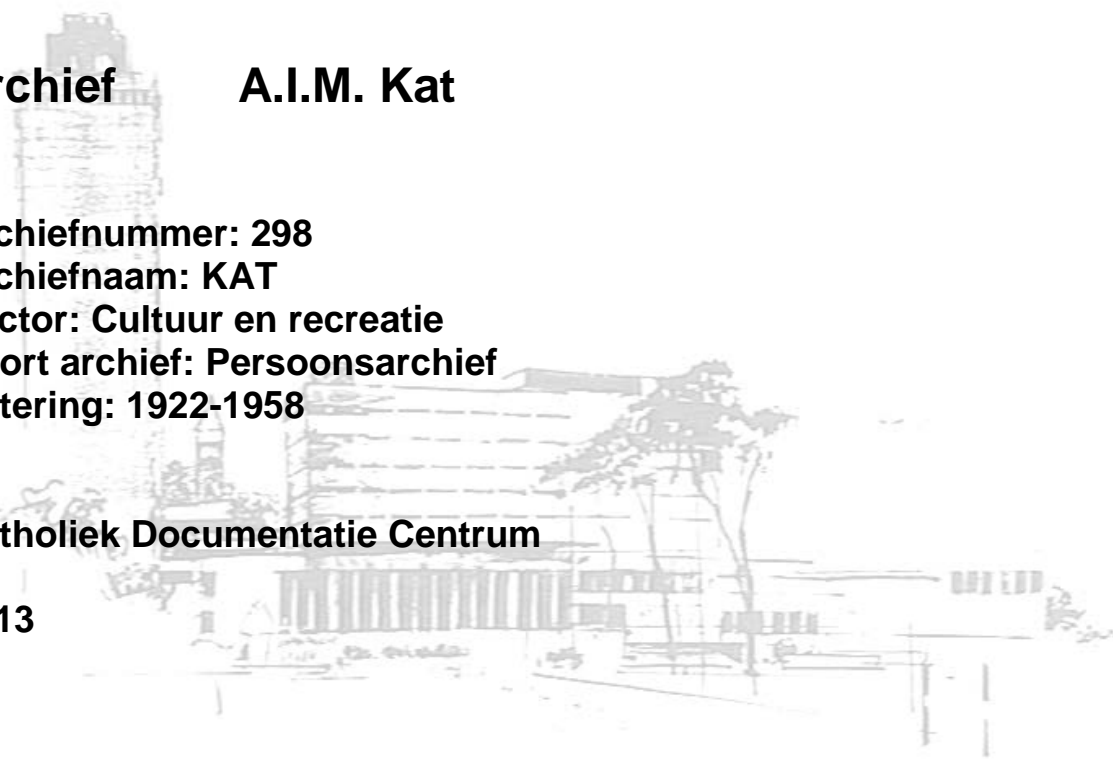 rchief A.I.M. Kat
chiefnummer: 298
chiefnaam: KAT
ctor: Cultuur en recreatie
ort archief: Persoonsarchief
tering: 1922-1958
tholiek Documentatie Centrum
13